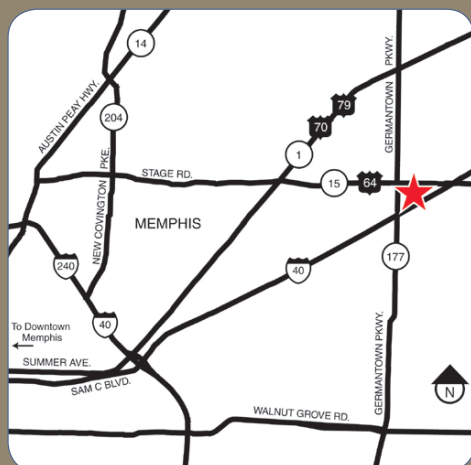 14
79
AUSTIN PEAY HWY.
GERMANTOWN PKWY.
204
70
1
STAGE RD.
15
64
NEW COVINGTON PKE.
MEMPHIS
177
240
40
40
To Downtown
Memphis
SUMMER AVE.
SAM C BLVD.
GERMANTOWN PKWY.
N
WALNUT GROVE RD.